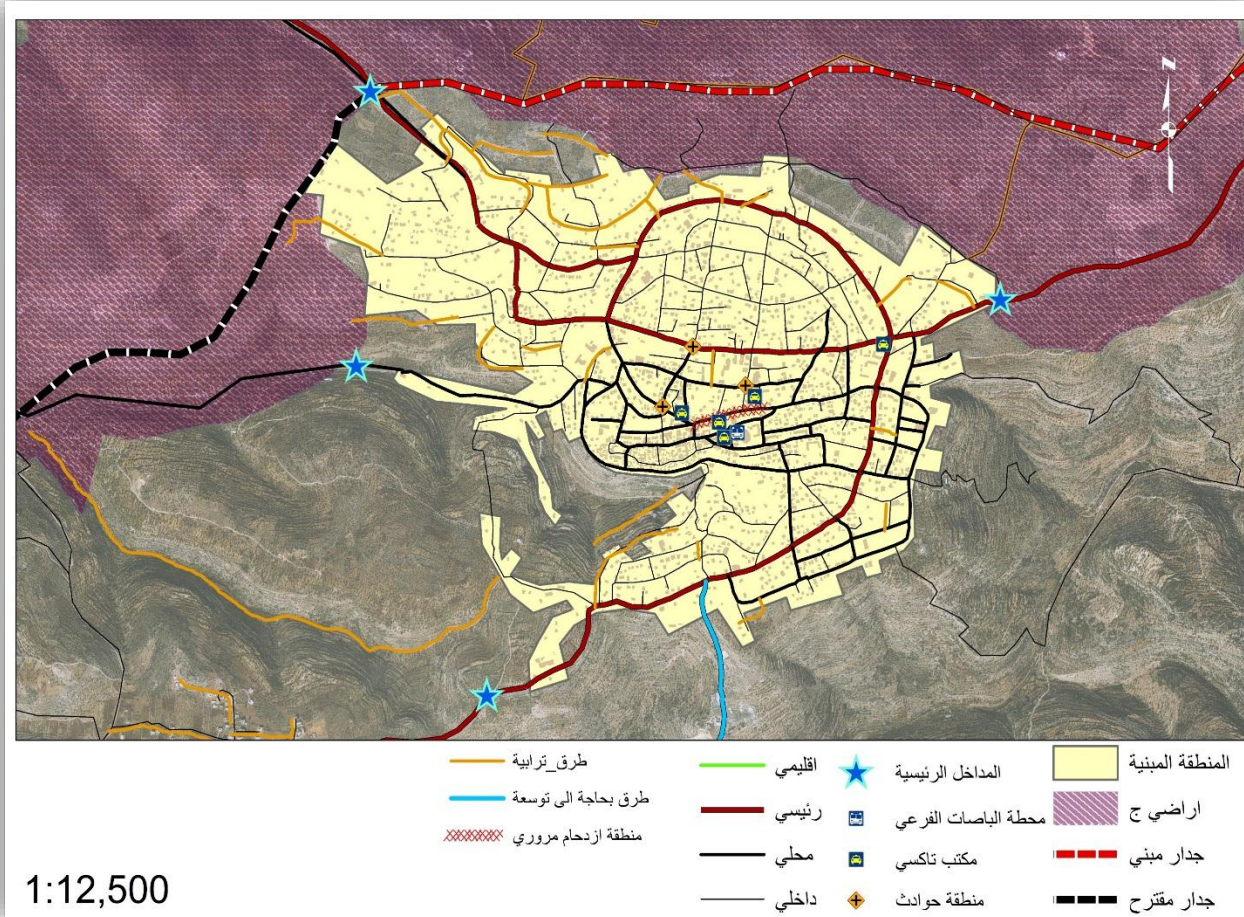 المنطقة المبنية
اراضي ج
جدار مبني
جدار مقترح
المداخل الرئيسية
محطة الباصات الفرعي
مكتب تاكسي
منطقة حوادث
اقليمي
رئيسي
محلي
داخلي
طرق_ترابية
طرق بحاجة الى توسعة
منطقة ازدحام مروري
1:12,500